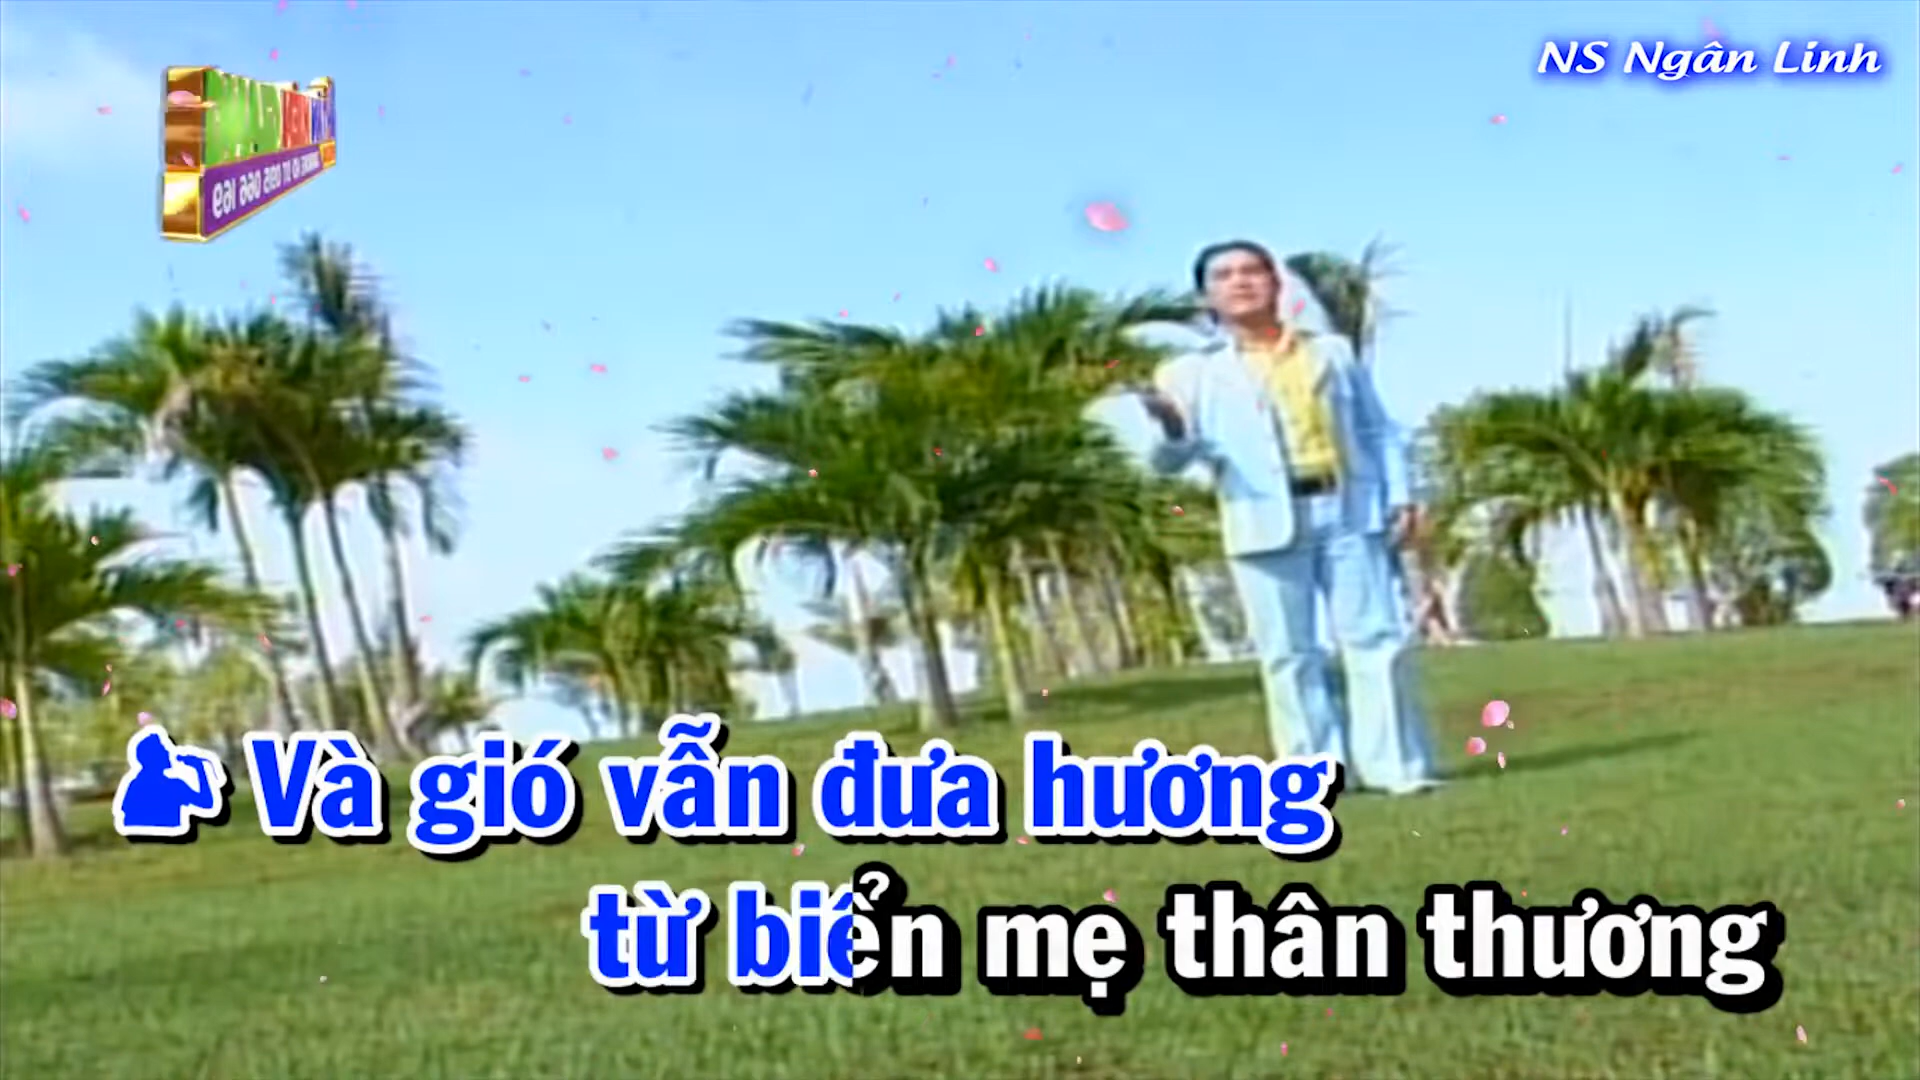 NS Ngân Linh
Và gió vẫn đưa hương
từ biển mẹ thân thương